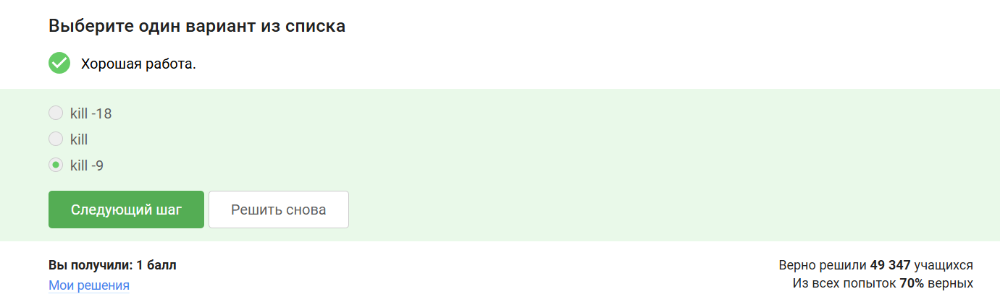 Выберите один вариант из списка
Хорошая работа.
kill -18
kill
kill -9
Следующий шаг
Решить снова
Вы получили: 1 балл
Мои решения
Верно решили 49 347 учащихся
Из всех попыток 70% верных